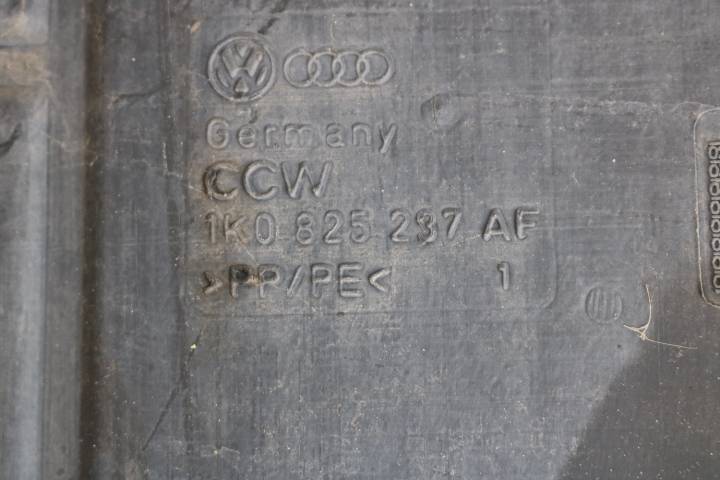 Germany
CCW
1K0 825 237 AF
>PP/PE< 1